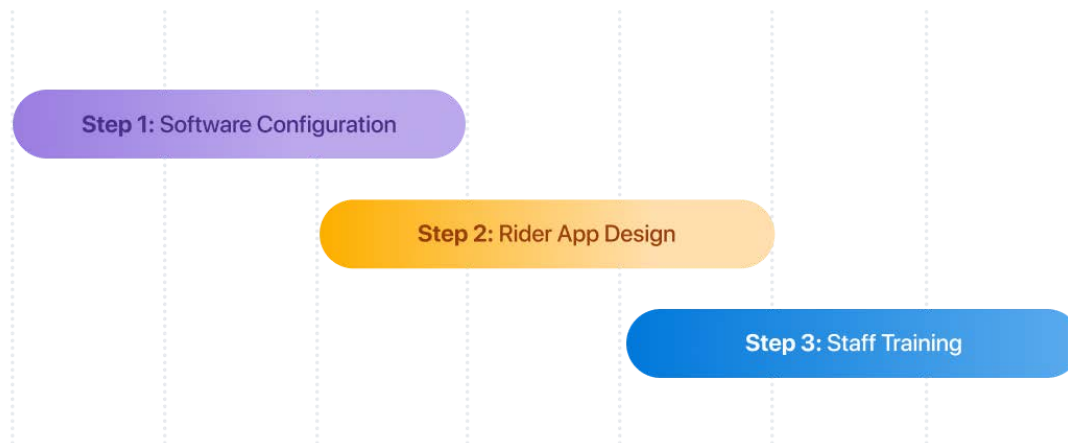 Step 1: Software Configuration
Step 2: Rider App Design
Step 3: Staff Training